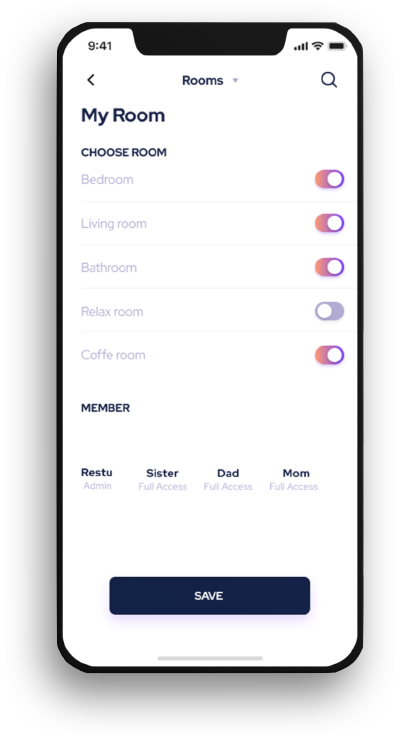 9:41
Rooms
My Room
CHOOSE ROOM
Bedroom
Living room
Bathroom
Relax room
Coffe room
MEMBER
Restu Sister Dad Mom
Admin Full Access Full Access Full Access
SAVE